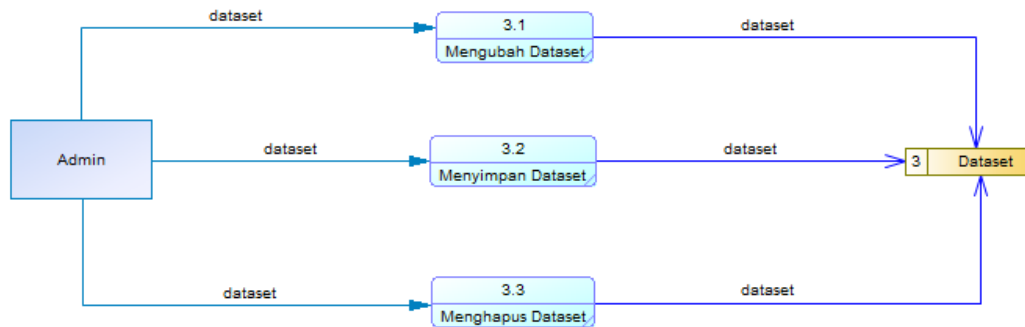 dataset
3.1
Mengubah Dataset
dataset
Admin
dataset
3.2
Menyimpan Dataset
dataset
3 Dataset
dataset
3.3
Menghapus Dataset
dataset